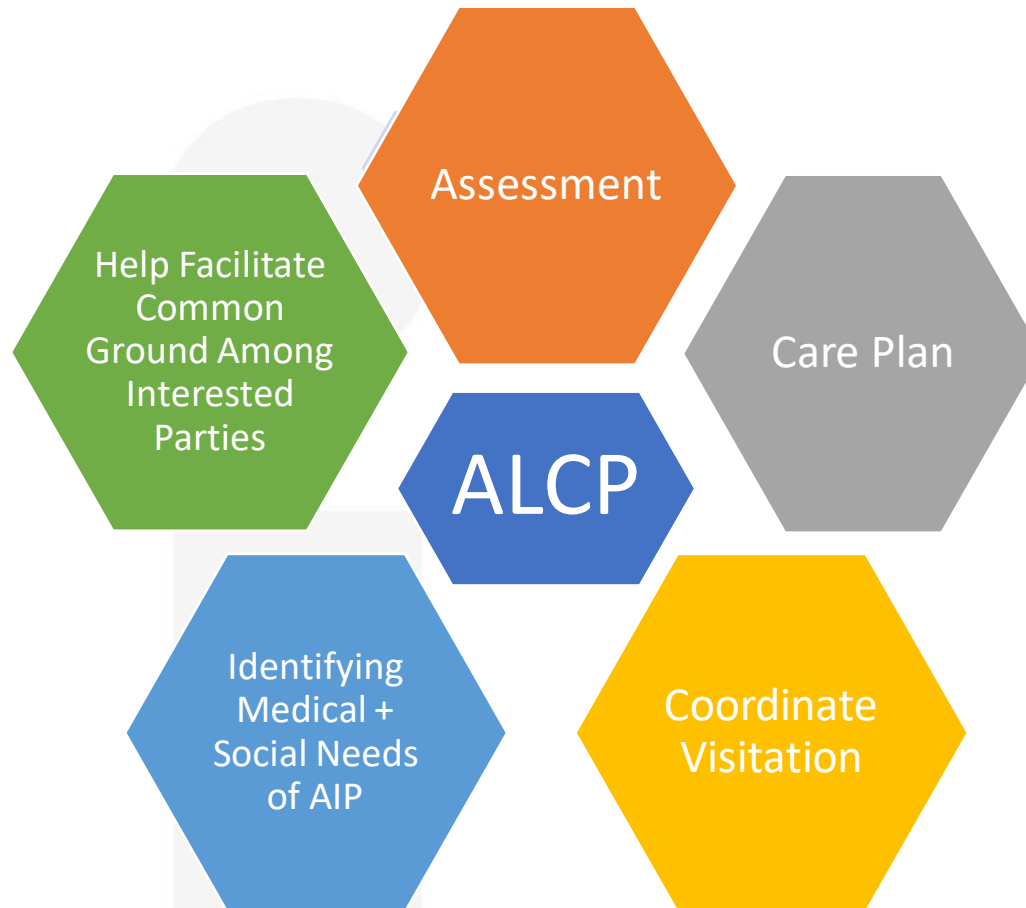 Assessment
Help Facilitate
Common
Ground Among
Interested
Parties
Care Plan
ALCP
Identifying
Medical +
Social Needs
of AIP
Coordinate
Visitation